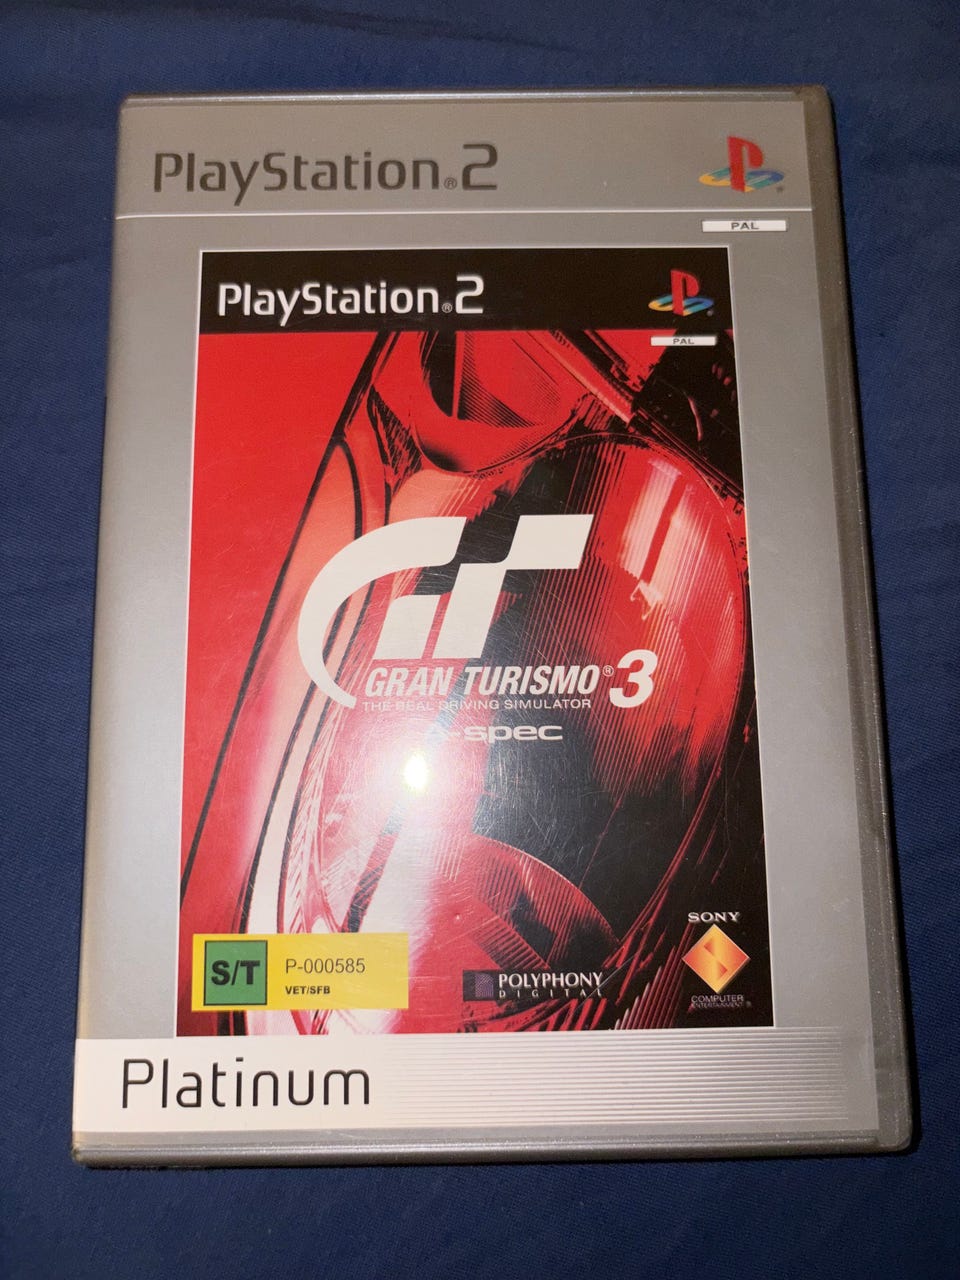 PlayStation®2
PAL
PlayStation®2
PAL
GT
GRAN TURISMO® 3
THE REAL DRIVING SIMULATOR
A-spec
S/T
P-000585
VET/SFB
POLYPHONY
DIGITAL
SONY
COMPUTER
ENTERTAINMENT®
Platinum